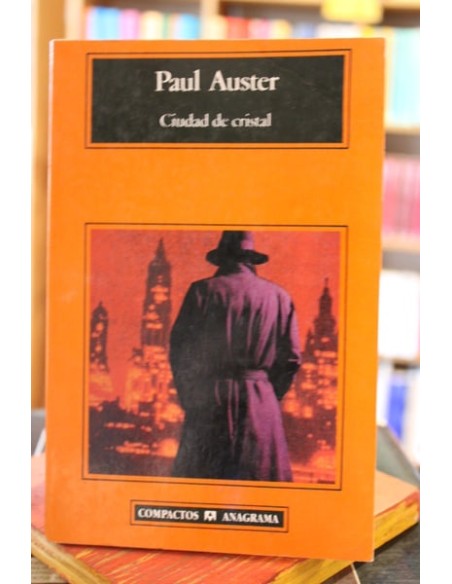 Paul Auster
Ciudad de cristal
COMPACTOS ANAGRAMA